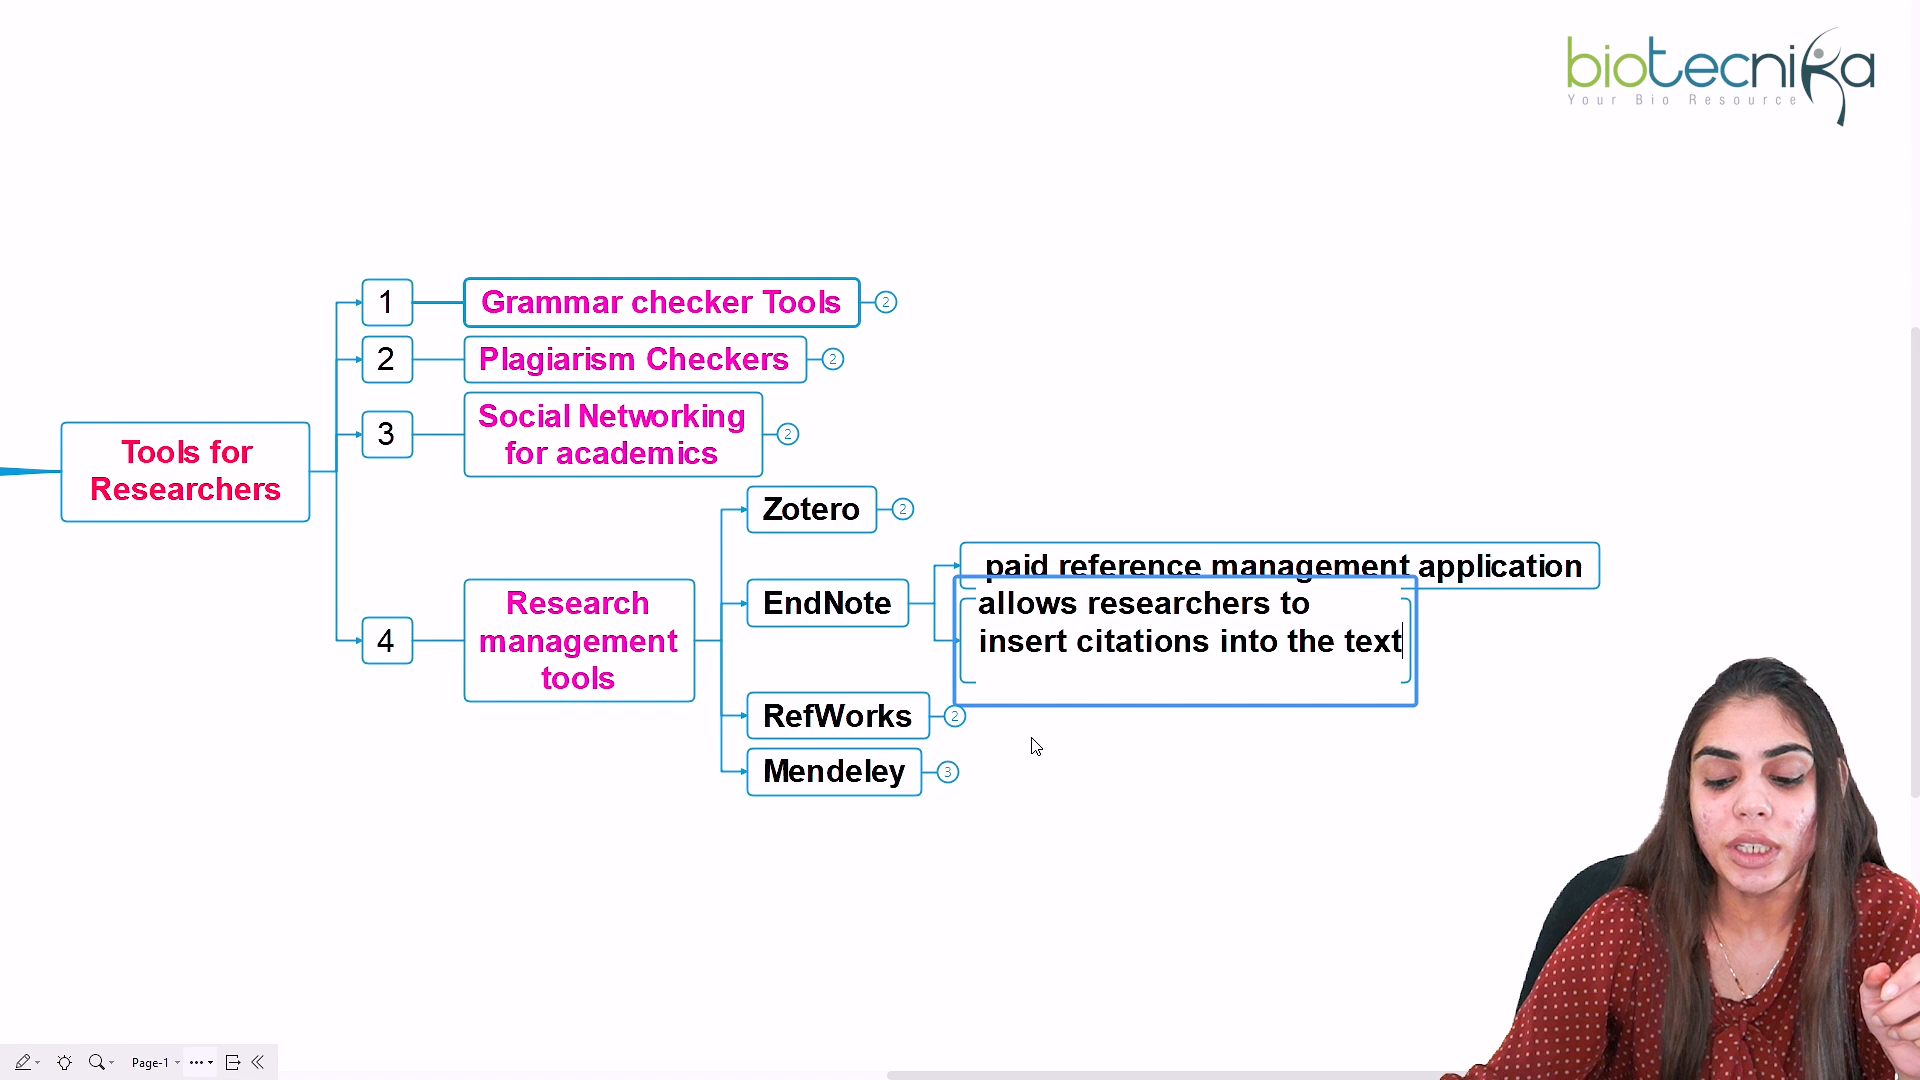 biotecnika
Your Bio Resource
1
Grammar checker Tools
2
2
Plagiarism Checkers
2
3
Social Networking
for academics
2
Tools for
Researchers
Zotero
2
paid reference management application
EndNote
allows researchers to
insert citations into the text
4
Research
management
tools
RefWorks
2
Mendeley
3
Page-1